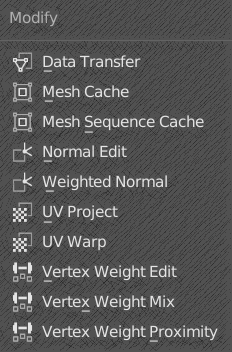 Modify
Data Transfer
Mesh Cache
Mesh Sequence Cache
Normal Edit
Weighted Normal
UV Project
UV Warp
Vertex Weight Edit
Vertex Weight Mix
Vertex Weight Proximity